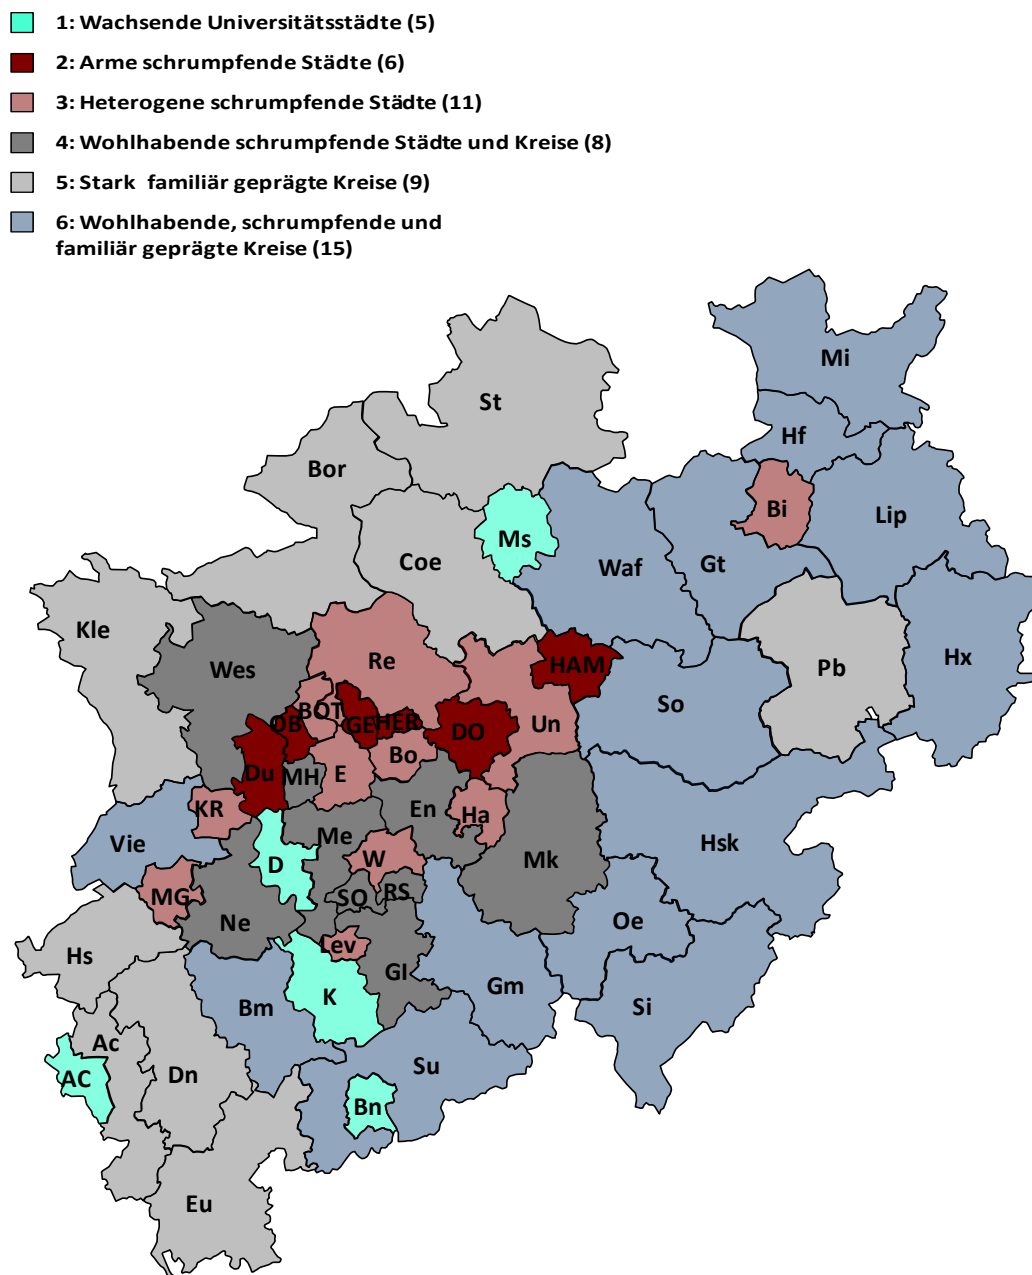 1: Wachsende Universitätsstädte (5)
2: Arme schrumpfende Städte (6)
3: Heterogene schrumpfende Städte (11)
4: Wohlhabende schrumpfende Städte und Kreise (8)
5: Stark familiär geprägte Kreise (9)
6: Wohlhabende, schrumpfende und
familiär geprägte Kreise (15)
Mi
St
Hf
Bor
Bi
Lip
Ms
Coe
Waf
Gt
Kle
Re
Wes
HAM
Pb
Hx
So
BOT
OB
GE
HER
DO
Un
Bo
Du
MH
E
KR
En
Ha
Vie
D
Me
W
Mk
Hsk
MG
SO
RS
Ne
Oe
Lev
Hs
Gl
K
Gm
Bm
Si
Ac
AC
Dn
Su
Bn
Eu